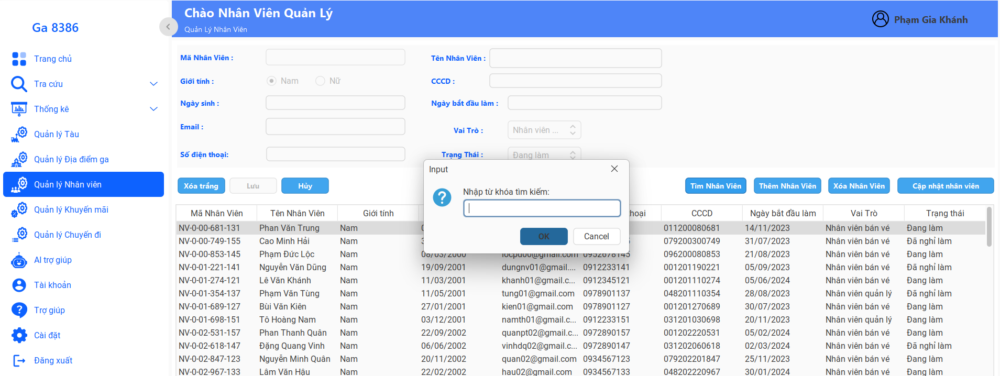 Ga 8386
Trang chủ
Tra cứu
Thống kê
Quản lý Tàu
Quản lý Địa điểm ga
Quản lý Nhân viên
Quản lý Khuyến mãi
Quản lý Chuyến đi
AI trợ giúp
Tài khoản
Trợ giúp
Cài đặt
Đăng xuất
Chào Nhân Viên Quản Lý
Quản Lý Nhân Viên
Phạm Gia Khánh
Mã Nhân Viên : Tên Nhân Viên :
Giới tính : Nam Nữ CCCD :
Ngày sinh : Ngày bắt đầu làm :
Email : Vai Trò : Nhân viên ...
Số điện thoại: Trạng Thái : Đang làm
Xóa trắng Lưu Hủy Tìm Nhân Viên Thêm Nhân Viên Xóa Nhân Viên Cập nhật nhân viên
Input
Nhập từ khóa tìm kiếm:
OK Cancel
Mã Nhân Viên Tên Nhân Viên Giới tính hoại CCCD Ngày bắt đầu làm Vai Trò Trạng thái
NV-0-00-681-131 Phan Văn Trung Nam 011200080681 14/11/2023 Nhân viên bán vé Đang làm
NV-0-00-749-155 Cao Minh Hải Nam 079200300749 31/07/2023 Nhân viên bán vé Đã nghỉ làm
NV-0-00-853-145 Phạm Đức Lộc Nam 08/03/2000 locpd00@gmail.com 0952678145 096200080853 21/08/2023 Nhân viên bán vé Đang làm
NV-0-01-221-141 Nguyễn Văn Dũng Nam 19/09/2001 dungnv01@gmail.... 0912233141 001201190221 05/09/2023 Nhân viên bán vé Đã nghỉ làm
NV-0-01-274-121 Lê Văn Khánh Nam 11/03/2001 khanh01@gmail.c... 0912345121 001201110274 05/06/2024 Nhân viên bán vé Đang làm
NV-0-01-354-137 Phạm Văn Tùng Nam 11/05/2001 tung01@gmail.com 0978901137 048201110354 28/08/2023 Nhân viên quản lý Đã nghỉ làm
NV-0-01-689-127 Bùi Văn Kiên Nam 27/01/2001 kien01@gmail.com 0978901127 001201270689 30/07/2023 Nhân viên bán vé Đang làm
NV-0-01-698-151 Tô Hoàng Nam Nam 03/12/2001 namth01@gmail.c... 0912233151 031201030698 20/11/2023 Nhân viên quản lý Đang làm
NV-0-02-531-157 Phan Thanh Quân Nam 22/09/2002 quanpt02@gmail.c... 0972890157 001202220531 05/02/2024 Nhân viên bán vé Đang làm
NV-0-02-618-147 Đặng Quang Vinh Nam 06/06/2002 vinhdq02@gmail.c... 0972890147 031202060618 02/03/2024 Nhân viên bán vé Đã nghỉ làm
NV-0-02-847-123 Nguyễn Minh Quân Nam 20/11/2002 quan02@gmail.com 0934567123 079202201847 25/11/2023 Nhân viên bán vé Đang làm
NV-0-02-967-133 Lâm Văn Hậu Nam 22/02/2002 hau02@gmail.com 0934567133 048202220967 30/01/2024 Nhân viên bán vé Đang làm